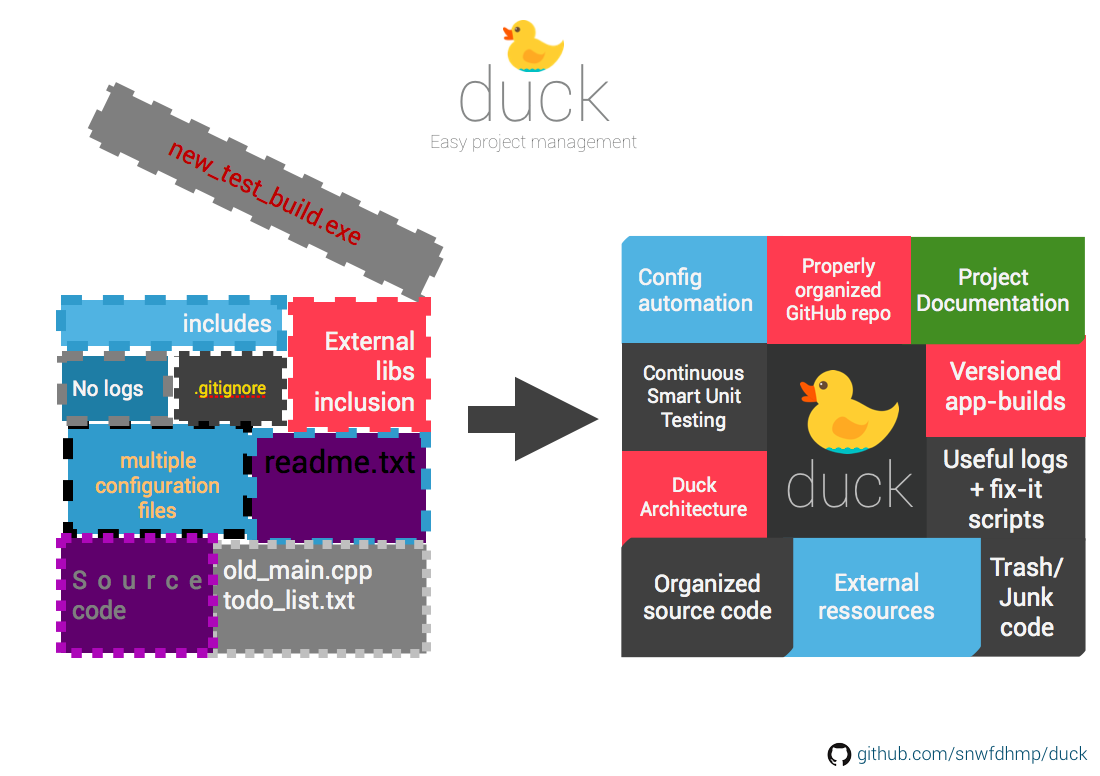 duck
Easy project management
new_test_build.exe
includes
External
libs
inclusion
No logs
.gitignore
multiple
configuration
files
readme.txt
Source
code
old_main.cpp
todo_list.txt
Config
automation
Properly
organized
GitHub repo
Project
Documentation
Continuous
Smart Unit
Testing
duck
Versioned
app-builds
Duck
Architecture
Useful logs
+ fix-it
scripts
Organized
source code
External
ressources
Trash/
Junk
code
github.com/snwfdhmp/duck